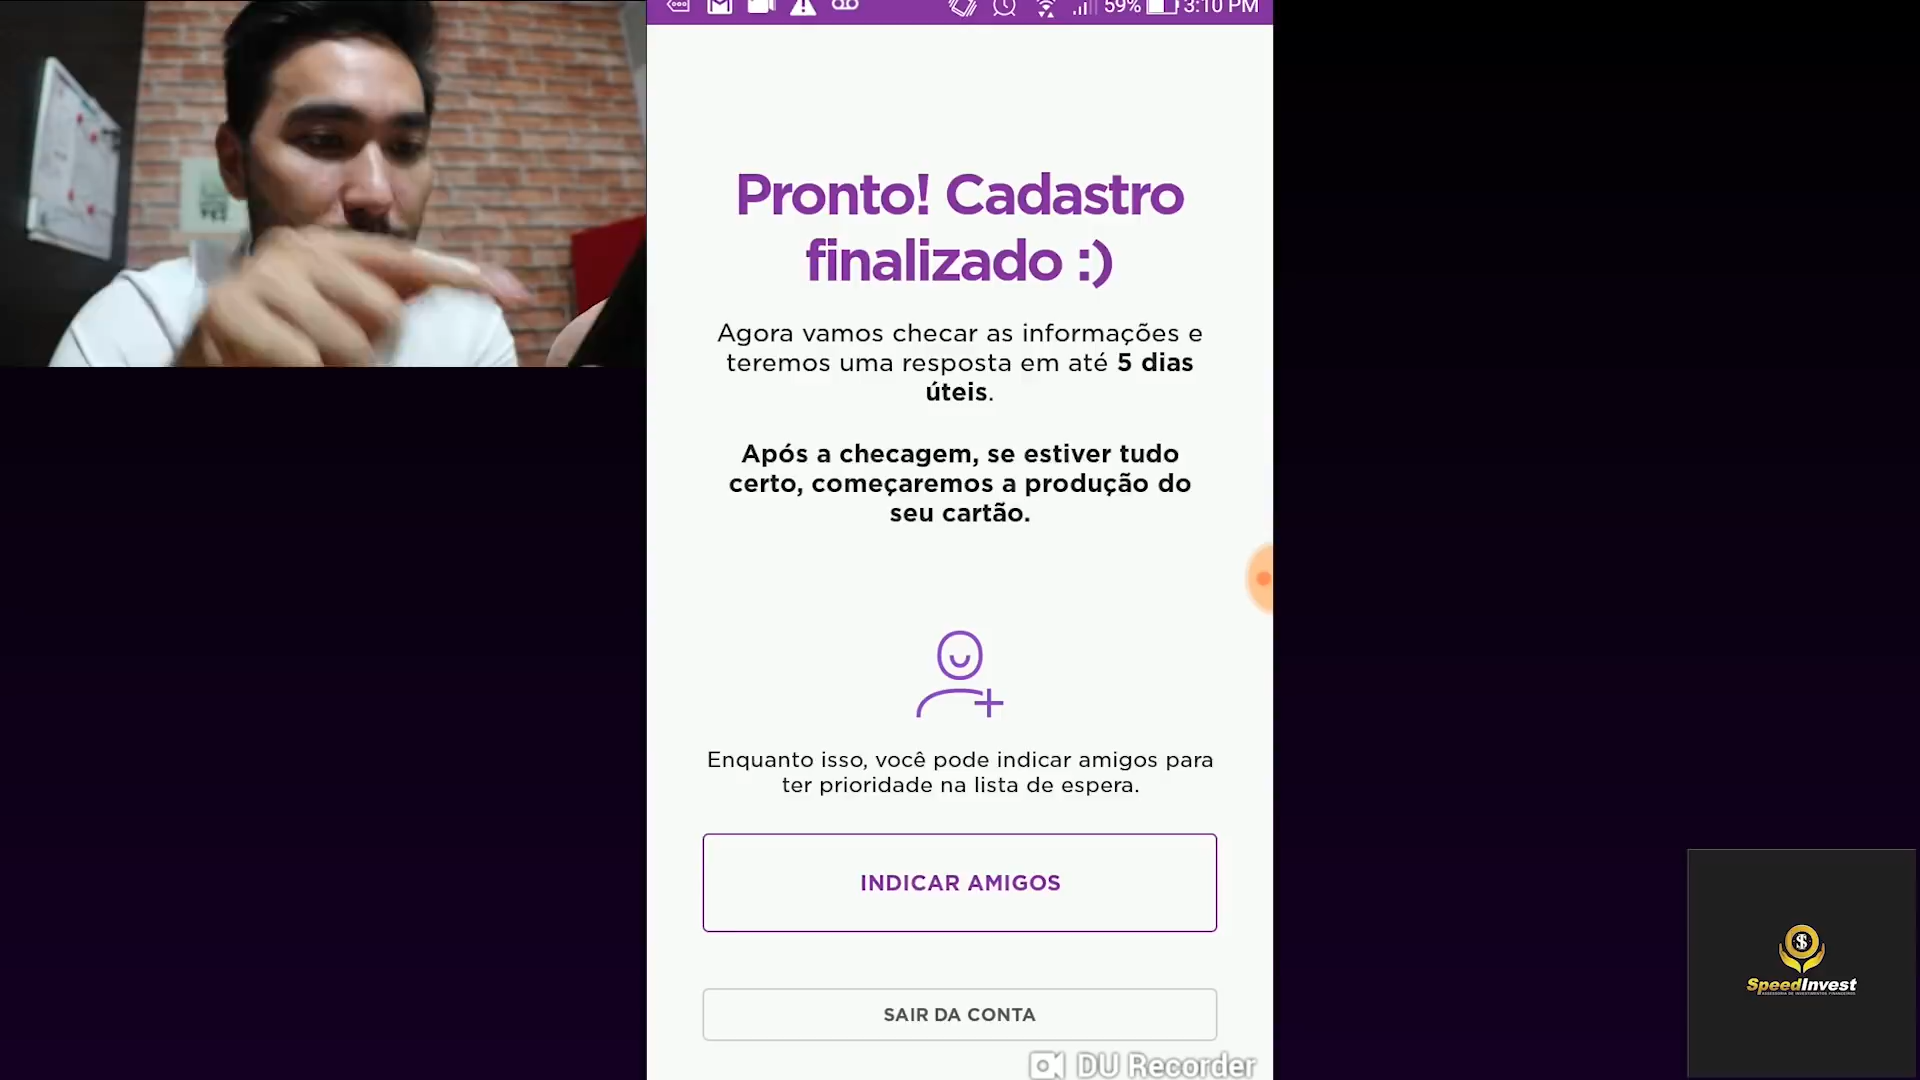 59% 3:10 PM
Pronto! Cadastro
finalizado :)
Agora vamos checar as informações e
teremos uma resposta em até 5 dias
úteis.
Após a checagem, se estiver tudo
certo, começaremos a produção do
seu cartão.
Enquanto isso, você pode indicar amigos para
ter prioridade na lista de espera.
INDICAR AMIGOS
SAIR DA CONTA
DU Recorder
SpeedInvest